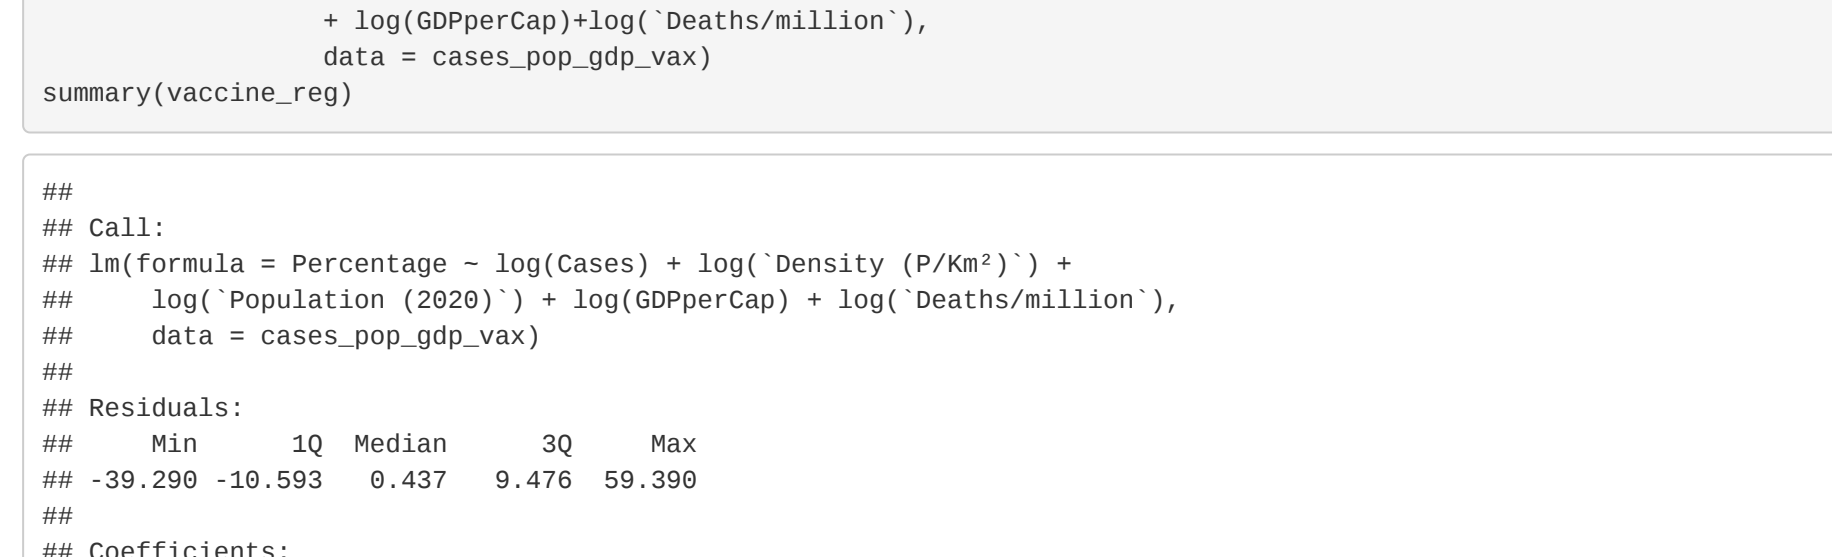 + log(GDPperCap)+log(`Deaths/million`),
data = cases_pop_gdp_vax)
summary(vaccine_reg)
##
## Call:
## lm(formula = Percentage ~ log(Cases) + log(`Density (P/Km²)`) +
##     log(`Population (2020)`) + log(GDPperCap) + log(`Deaths/million`),
##     data = cases_pop_gdp_vax)
##
## Residuals:
##     Min      1Q  Median      3Q     Max
## -39.290 -10.593   0.437   9.476  59.390
##
## Coefficients: